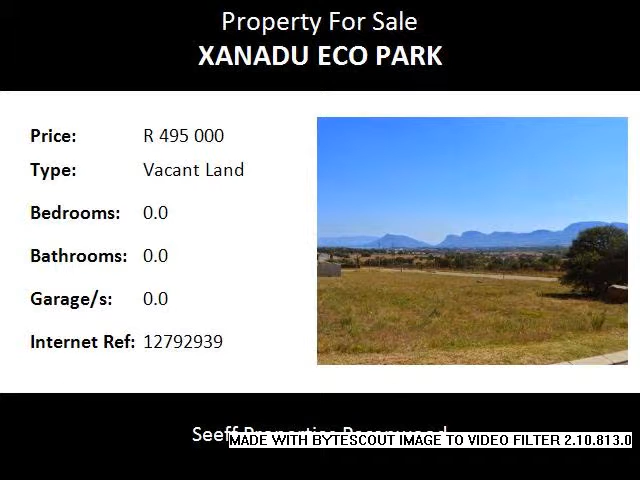 Property For Sale
XANADU ECO PARK
Price: R 495 000
Type: Vacant Land
Bedrooms: 0.0
Bathrooms: 0.0
Garage/s: 0.0
Internet Ref: 12792939
Seeff
MADE WITH BYTESCOUT IMAGE TO VIDEO FILTER 2.10.813.0